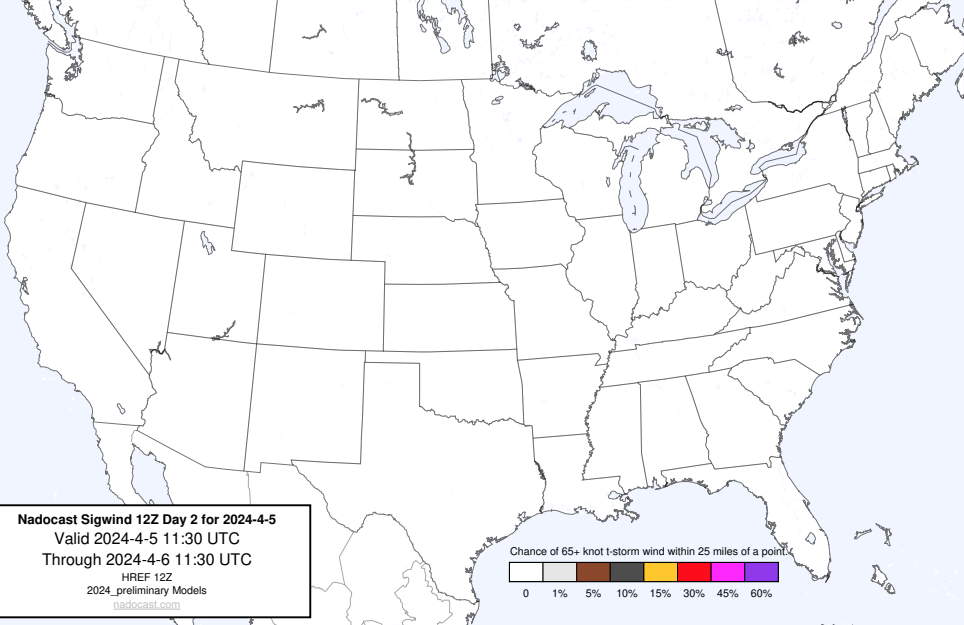 Nadocast Sigwind 12Z Day 2 for 2024-4-5
Valid 2024-4-5 11:30 UTC
Through 2024-4-6 11:30 UTC
HREF 12Z
2024_preliminary Models
nadocast.com
Chance of 65+ knot t-storm wind within 25 miles of a point.
0 1% 5% 10% 15% 30% 45% 60%